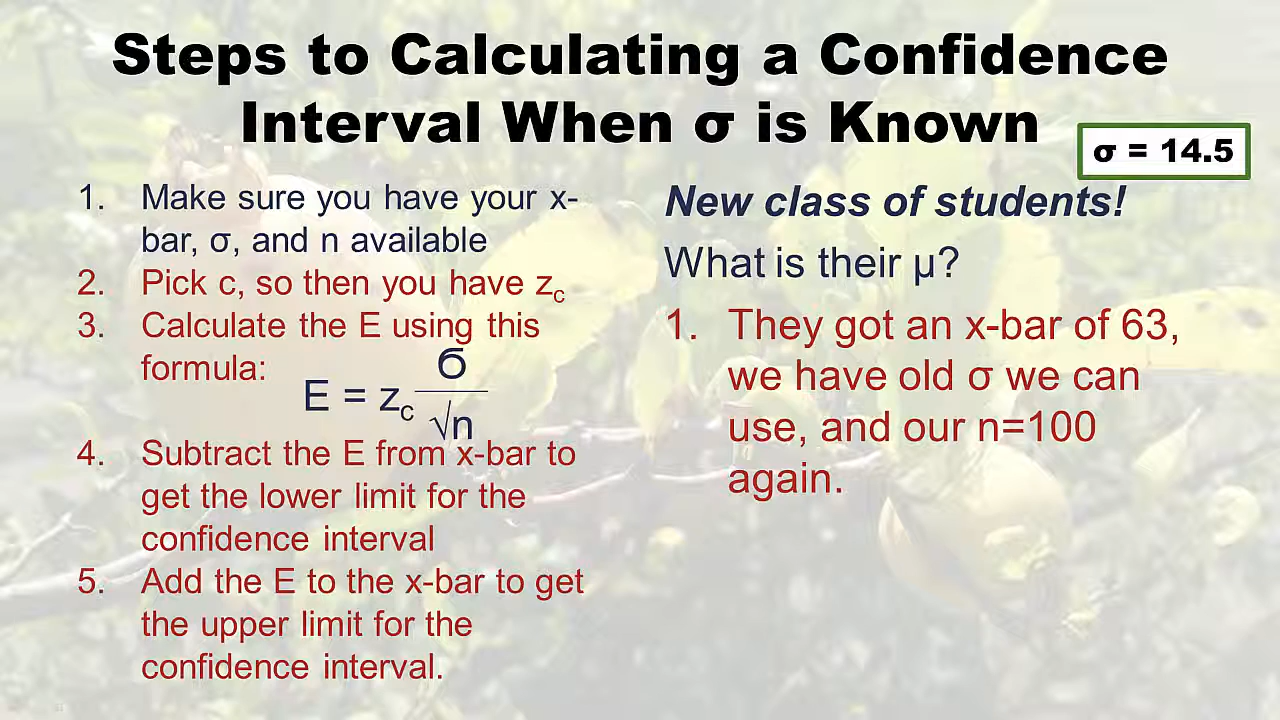 Steps to Calculating a Confidence
Interval When σ is Known
σ = 14.5
1. Make sure you have your x-
bar, σ, and n available
2. Pick c, so then you have zc
3. Calculate the E using this
formula:
E = zc σ
√n
4. Subtract the E from x-bar to
get the lower limit for the
confidence interval
5. Add the E to the x-bar to get
the upper limit for the
confidence interval.
New class of students!
What is their μ?
1. They got an x-bar of 63,
we have old σ we can
use, and our n=100
again.